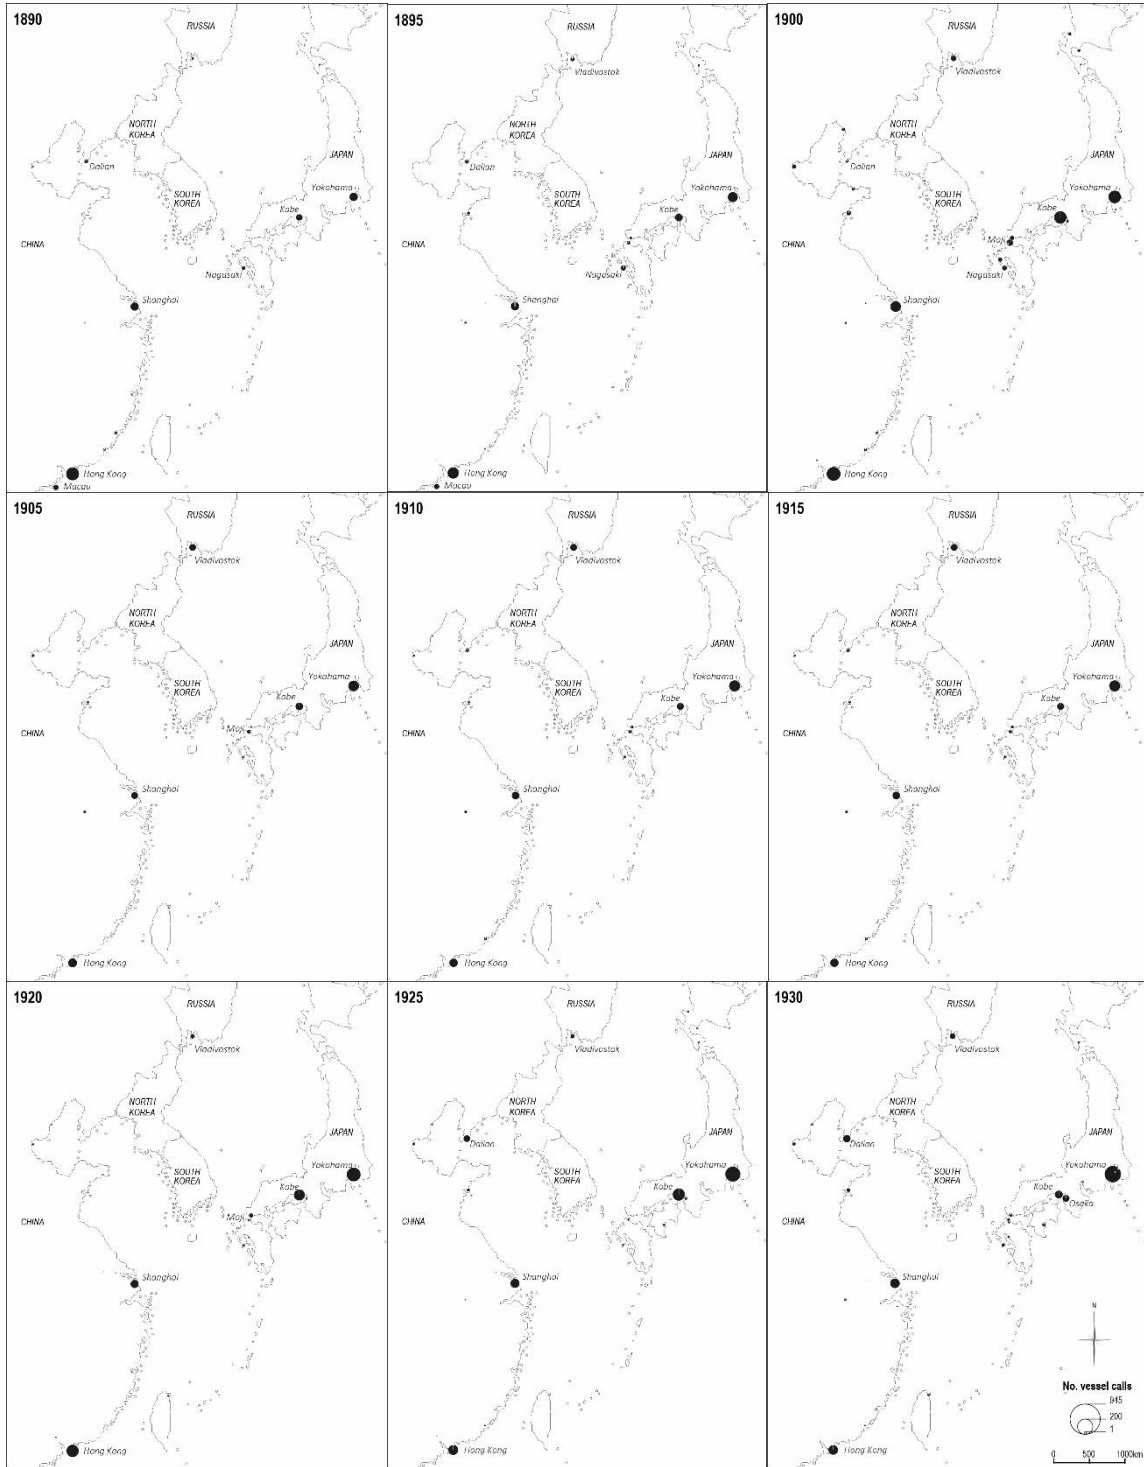 1890
RUSSIA
NORTH
KOREA
Dalian
JAPAN
SOUTH
KOREA
Yokohama
Kobe
CHINA
Nagasaki
Shanghai
Hong Kong
Macau
1895
RUSSIA
Vladivostok
NORTH
KOREA
Dalian
JAPAN
SOUTH
KOREA
Yokohama
Kobe
CHINA
Nagasaki
Shanghai
Hong Kong
Macau
1900
RUSSIA
Vladivostok
NORTH
KOREA
Dalian
JAPAN
SOUTH
KOREA
Yokohama
Kobe
CHINA
Moji
Nagasaki
Shanghai
Hong Kong
1905
RUSSIA
Vladivostok
NORTH
KOREA
JAPAN
SOUTH
KOREA
Yokohama
Kobe
CHINA
Moji
Shanghai
Hong Kong
1910
RUSSIA
Vladivostok
NORTH
KOREA
JAPAN
SOUTH
KOREA
Yokohama
Kobe
CHINA
Shanghai
Hong Kong
1915
RUSSIA
Vladivostok
NORTH
KOREA
JAPAN
SOUTH
KOREA
Yokohama
Kobe
CHINA
Shanghai
Hong Kong
1920
RUSSIA
Vladivostok
NORTH
KOREA
JAPAN
SOUTH
KOREA
Yokohama
Kobe
Moji
CHINA
Shanghai
Hong Kong
1925
RUSSIA
Vladivostok
NORTH
KOREA
Dalian
JAPAN
SOUTH
KOREA
Yokohama
Kobe
CHINA
Shanghai
Hong Kong
1930
RUSSIA
Vladivostok
NORTH
KOREA
Dalian
JAPAN
SOUTH
KOREA
Yokohama
Kobe
Osaka
CHINA
Shanghai
Hong Kong
N
No. vessel calls
945
200
1
0 500 1000km